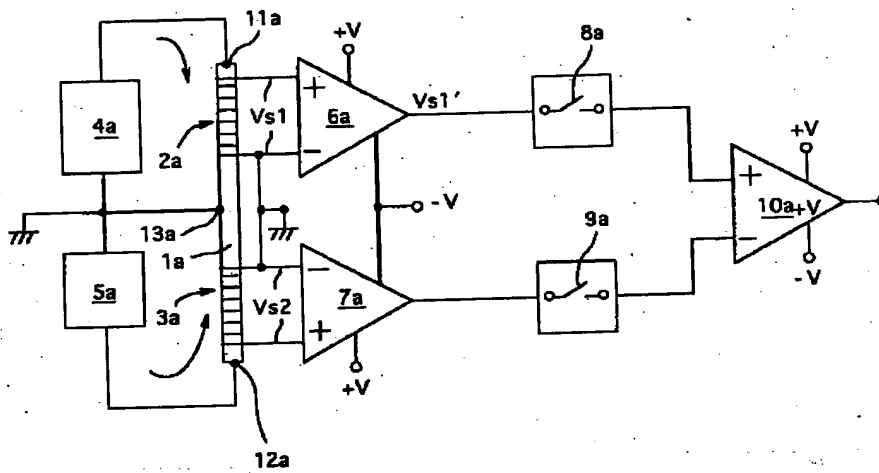 11a
+V
8a
4a
+
Vs1
6a
Vs1'
2a
−
+V
+
-V
10a
+V
13a
9a
−
1a
−
-V
5a
3a
Vs2
7a
+
+V
12a